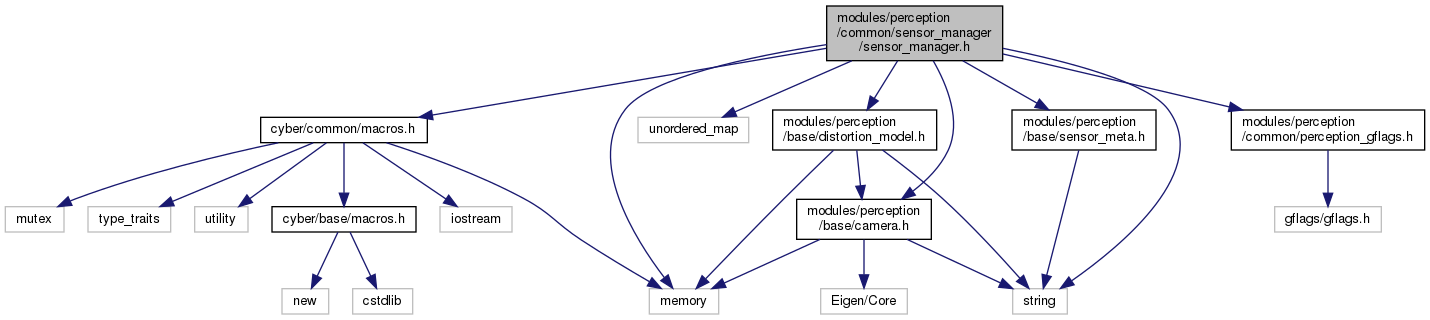 modules/perception
/common/sensor_manager
/sensor_manager.h
cyber/common/macros.h
unordered_map
modules/perception
/base/distortion_model.h
modules/perception
/base/sensor_meta.h
modules/perception
/common/perception_gflags.h
mutex
type_traits
utility
cyber/base/macros.h
iostream
modules/perception
/base/camera.h
gflags/gflags.h
new
cstdlib
memory
Eigen/Core
string